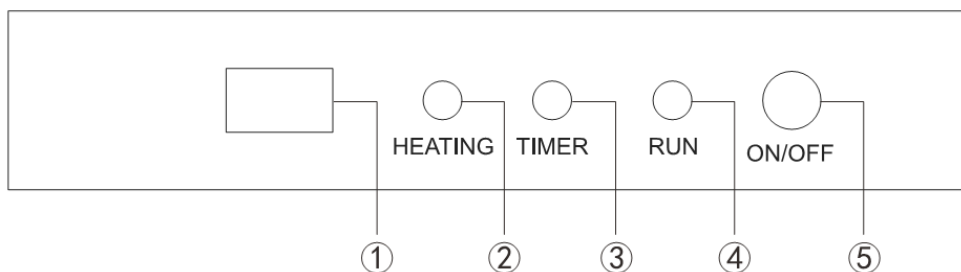 HEATING TIMER RUN ON/OFF
① ② ③ ④ ⑤